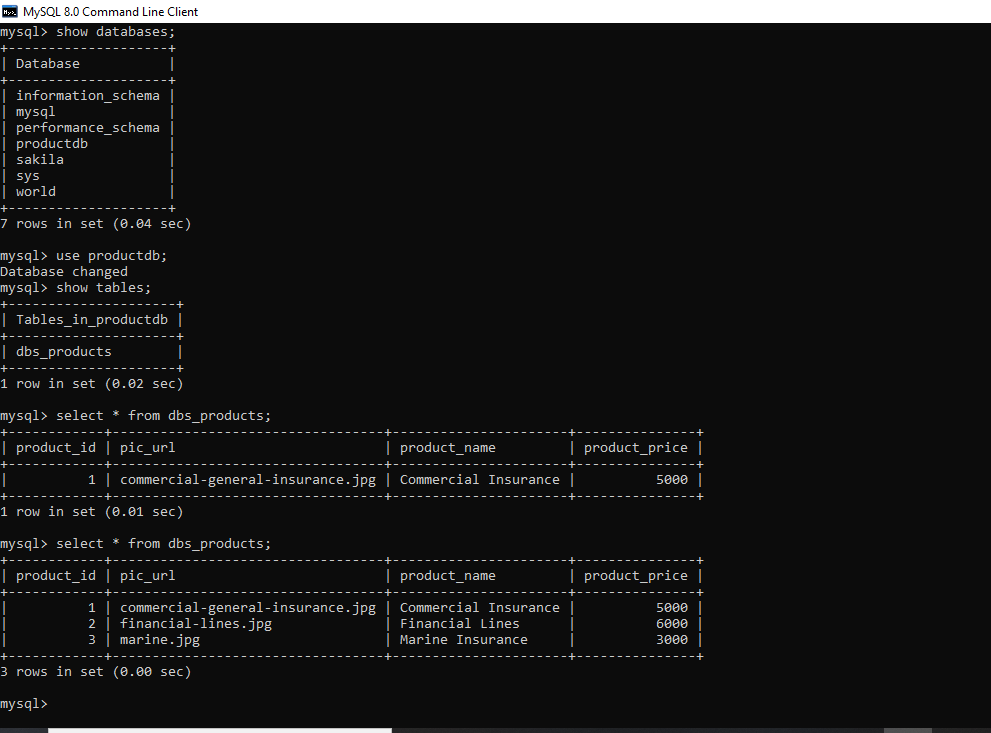 MySQL 8.0 Command Line Client
mysql> show databases;
+--------------------+
| Database           |
+--------------------+
| information_schema |
| mysql              |
| performance_schema |
| productdb          |
| sakila             |
| sys                |
| world              |
+--------------------+
7 rows in set (0.04 sec)
mysql> use productdb;
Database changed
mysql> show tables;
+---------------------+
| Tables_in_productdb |
+---------------------+
| dbs_products        |
+---------------------+
1 row in set (0.02 sec)
mysql> select * from dbs_products;
+------------+----------------------------------+----------------------+---------------+
| product_id | pic_url                          | product_name         | product_price |
+------------+----------------------------------+----------------------+---------------+
|          1 | commercial-general-insurance.jpg | Commercial Insurance |          5000 |
+------------+----------------------------------+----------------------+---------------+
1 row in set (0.01 sec)
mysql> select * from dbs_products;
+------------+----------------------------------+----------------------+---------------+
| product_id | pic_url                          | product_name         | product_price |
+------------+----------------------------------+----------------------+---------------+
|          1 | commercial-general-insurance.jpg | Commercial Insurance |          5000 |
|          2 | financial-lines.jpg              | Financial Lines      |          6000 |
|          3 | marine.jpg                       | Marine Insurance     |          3000 |
+------------+----------------------------------+----------------------+---------------+
3 rows in set (0.00 sec)
mysql>